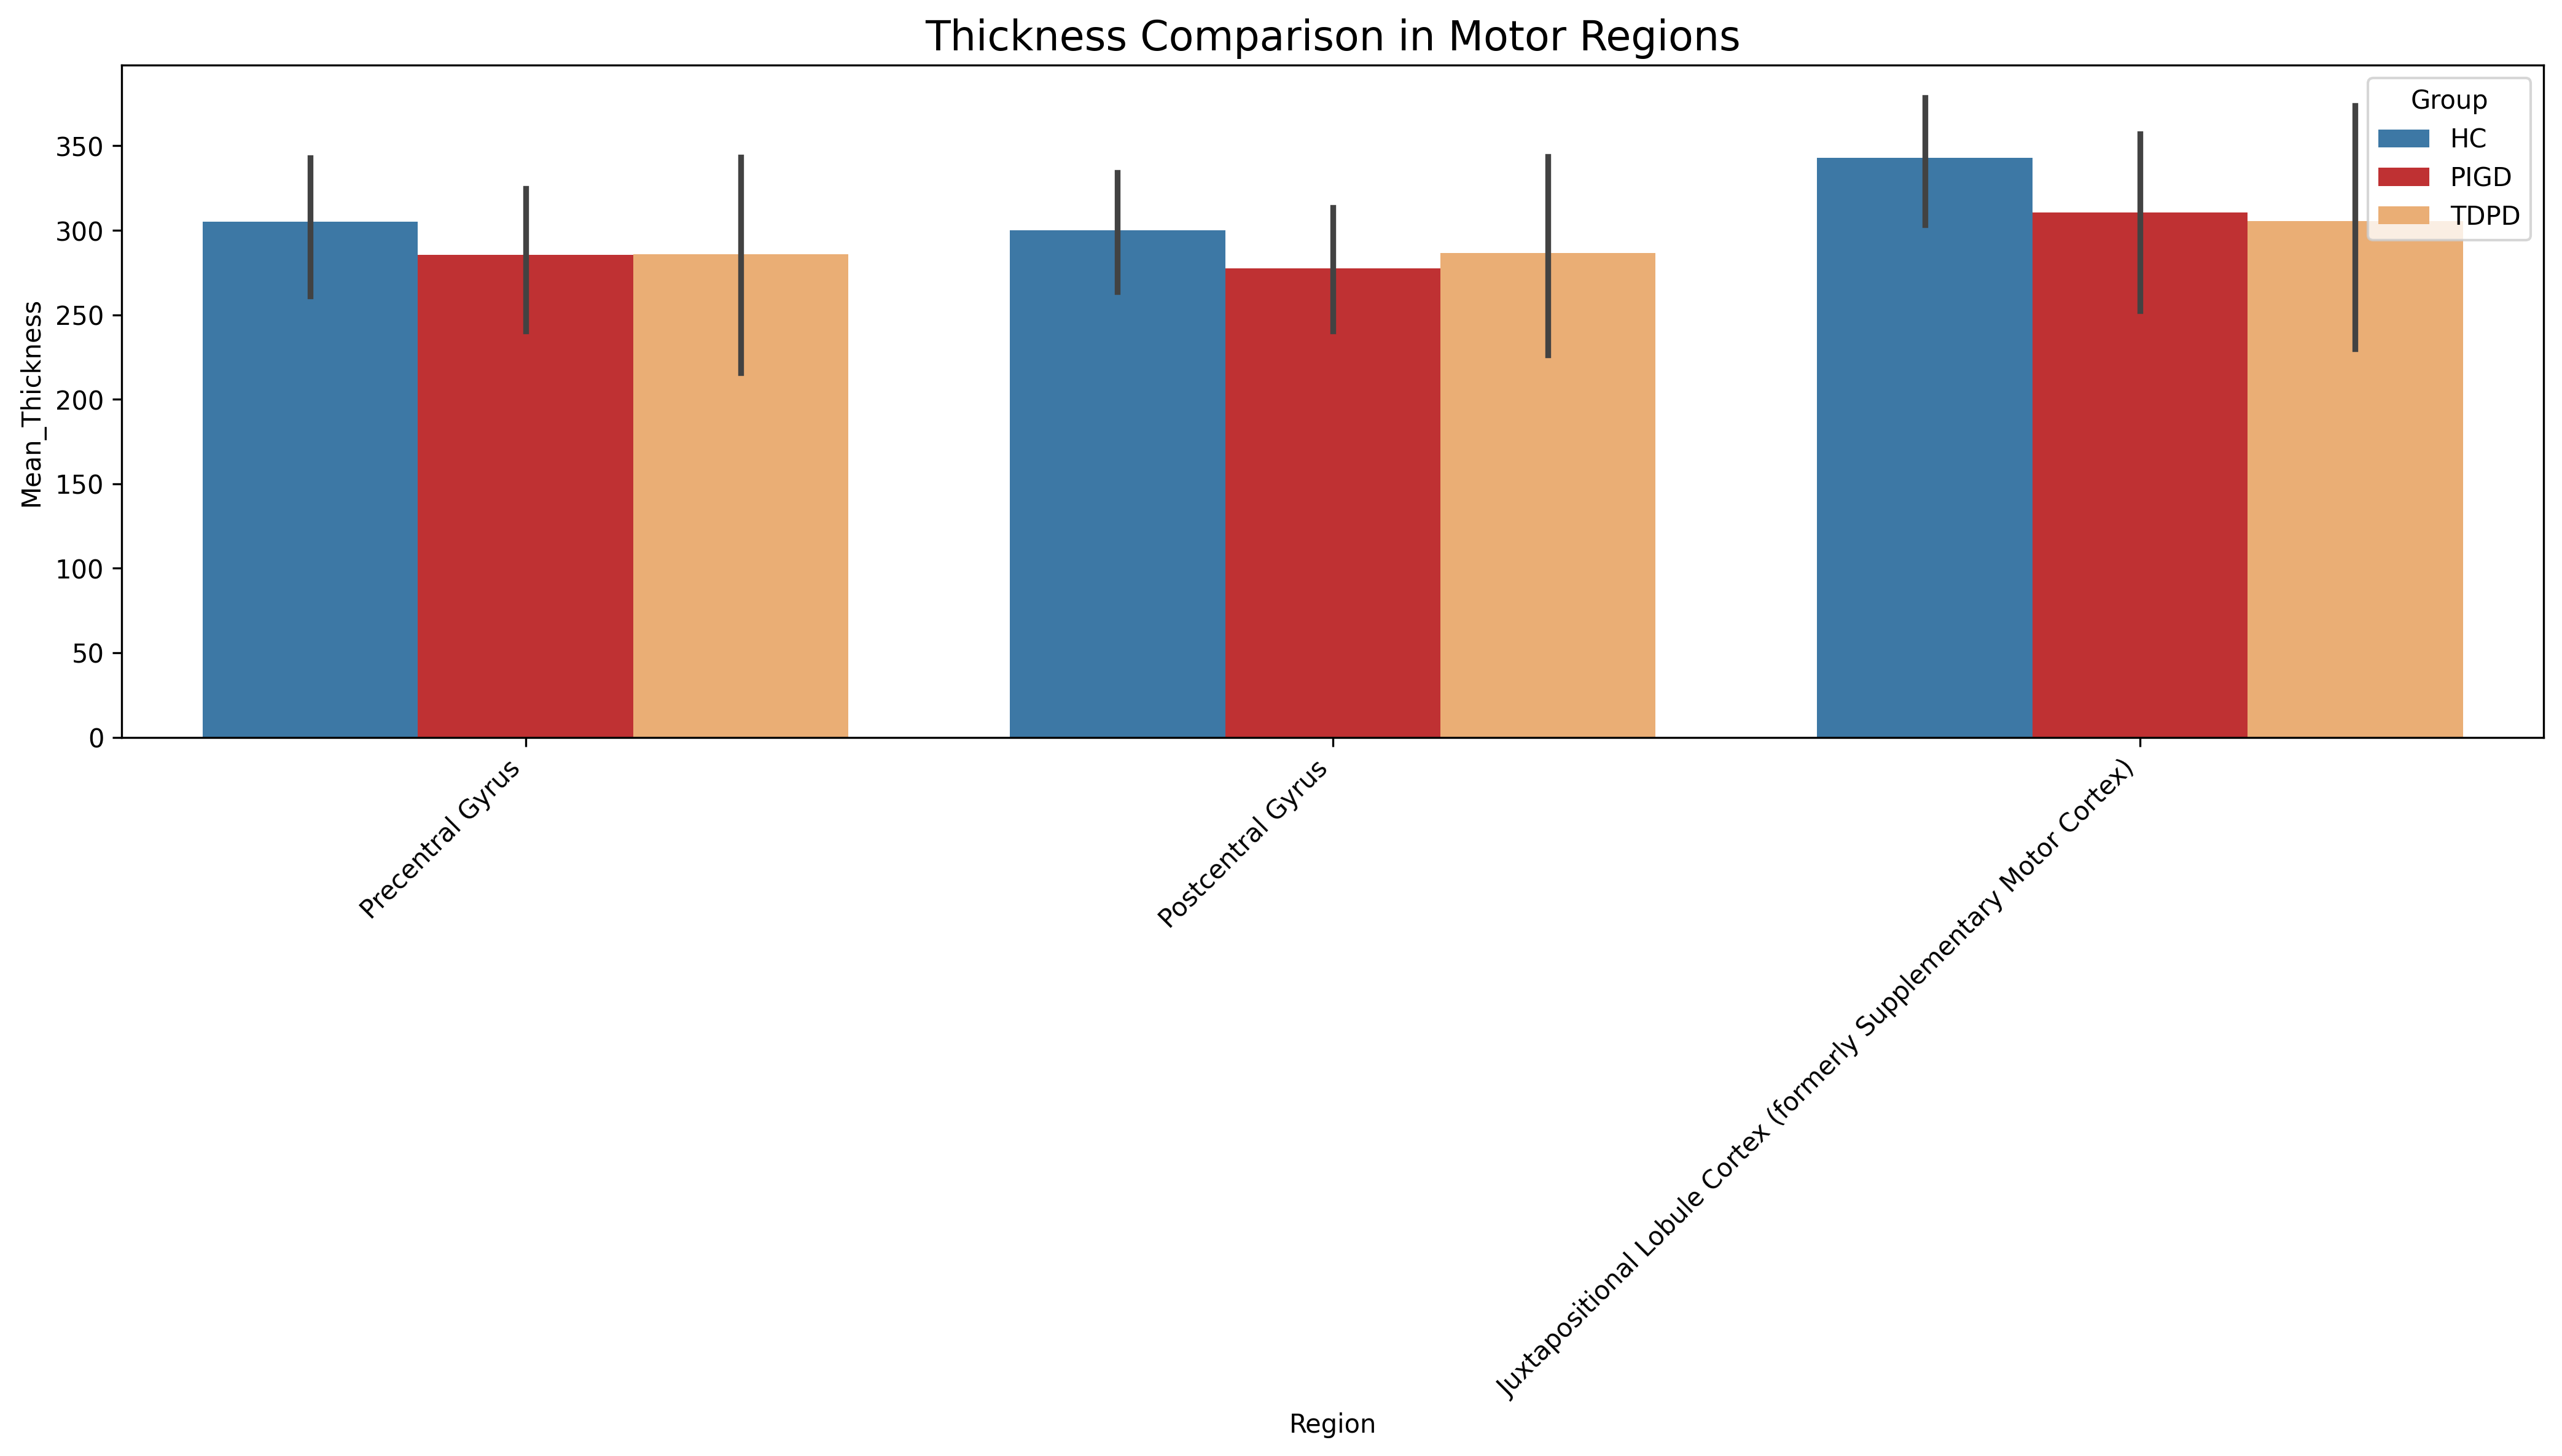 Thickness Comparison in Motor Regions
Mean_Thickness
350
300
250
200
150
100
50
0
Group
HC
PIGD
TDPD
Precentral Gyrus
Postcentral Gyrus
Juxtapositional Lobule Cortex (formerly Supplementary Motor Cortex)
Region